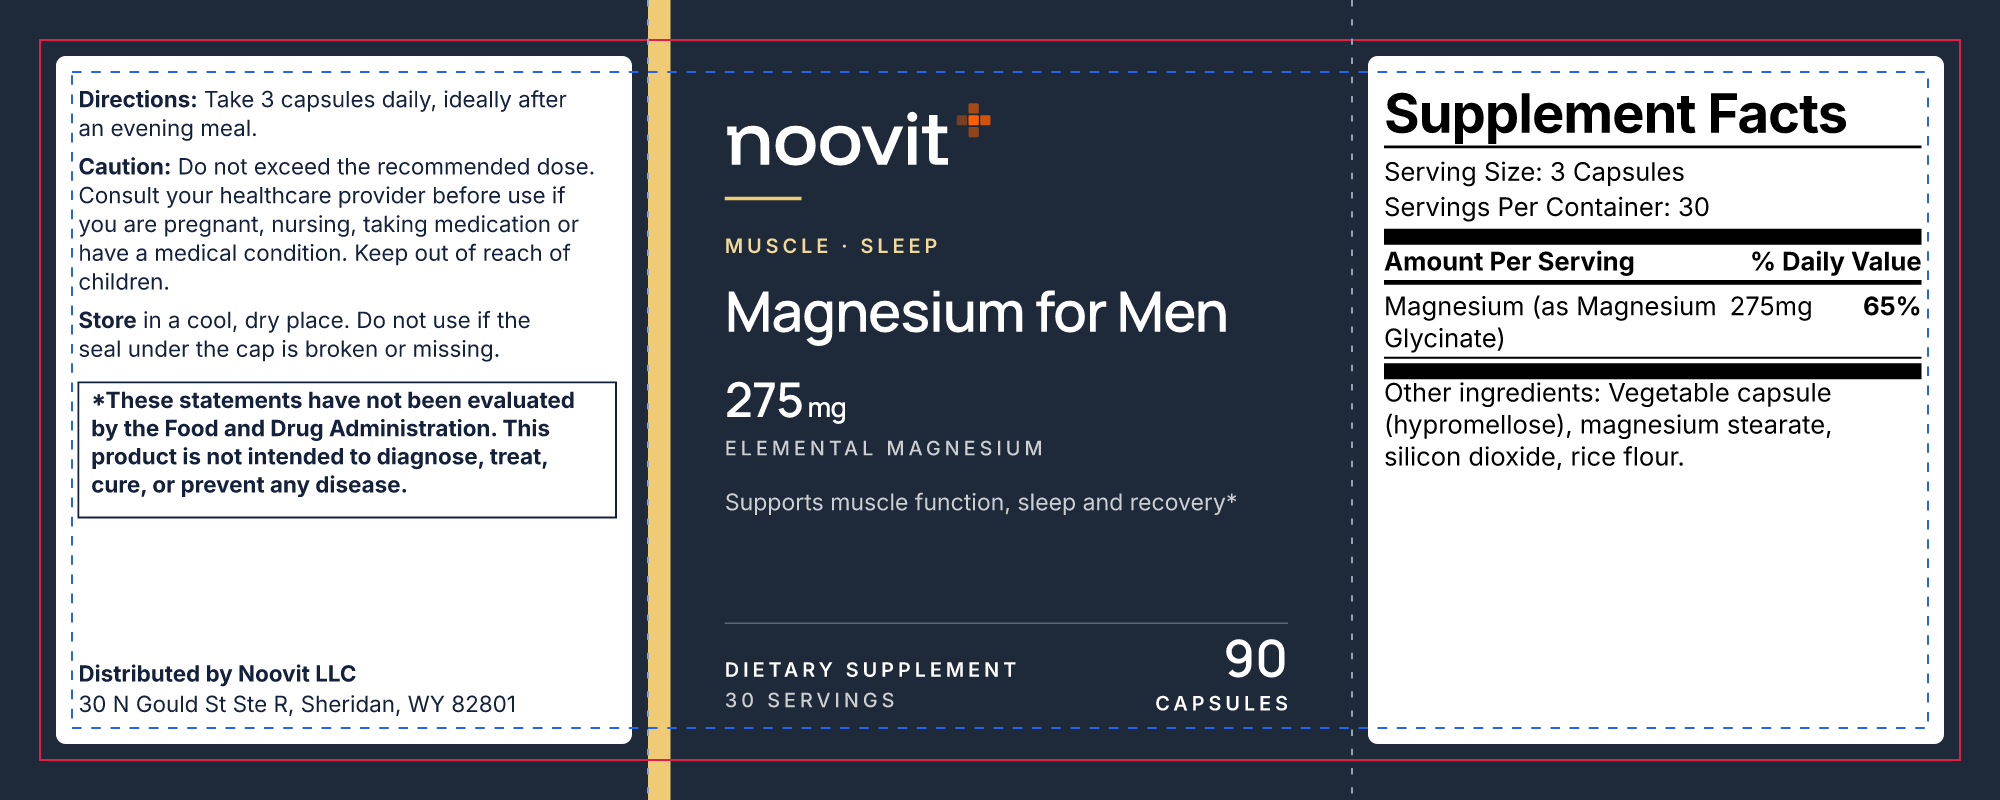 Directions: Take 3 capsules daily, ideally after
an evening meal.
Caution: Do not exceed the recommended dose.
Consult your healthcare provider before use if
you are pregnant, nursing, taking medication or
have a medical condition. Keep out of reach of
children.
Store in a cool, dry place. Do not use if the
seal under the cap is broken or missing.
*These statements have not been evaluated
by the Food and Drug Administration. This
product is not intended to diagnose, treat,
cure, or prevent any disease.
Distributed by Noovit LLC
30 N Gould St Ste R, Sheridan, WY 82801
noovit
MUSCLE · SLEEP
Magnesium for Men
275 mg
ELEMENTAL MAGNESIUM
Supports muscle function, sleep and recovery*
DIETARY SUPPLEMENT
30 SERVINGS
90
CAPSULES
Supplement Facts
Serving Size: 3 Capsules
Servings Per Container: 30
Amount Per Serving % Daily Value
Magnesium (as Magnesium 275mg 65%
Glycinate)
Other ingredients: Vegetable capsule
(hypromellose), magnesium stearate,
silicon dioxide, rice flour.